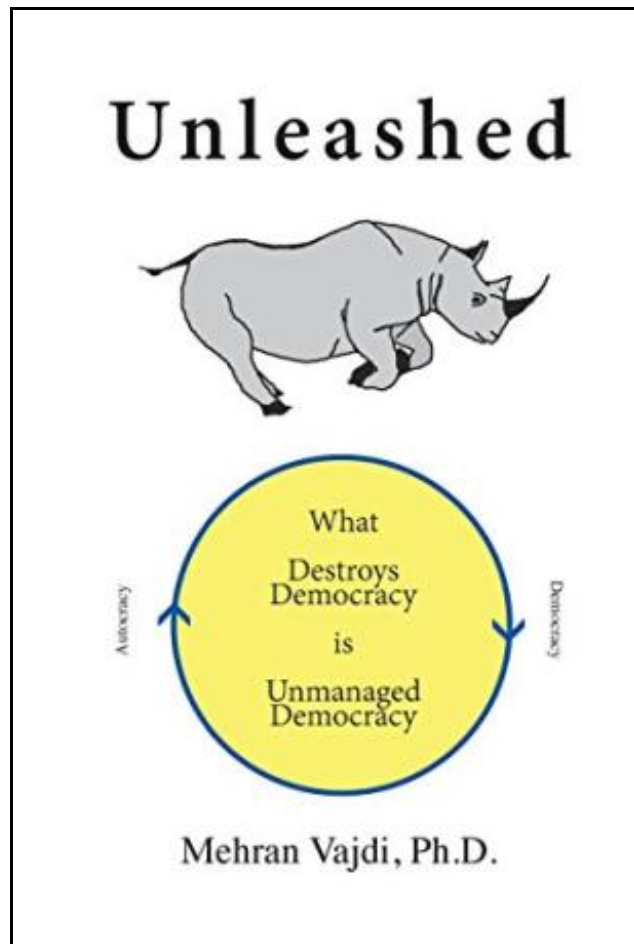 Unleashed
What
Destroys
Democracy
is
Unmanaged
Democracy
Autocracy
Democracy
Mehran Vajdi, Ph.D.